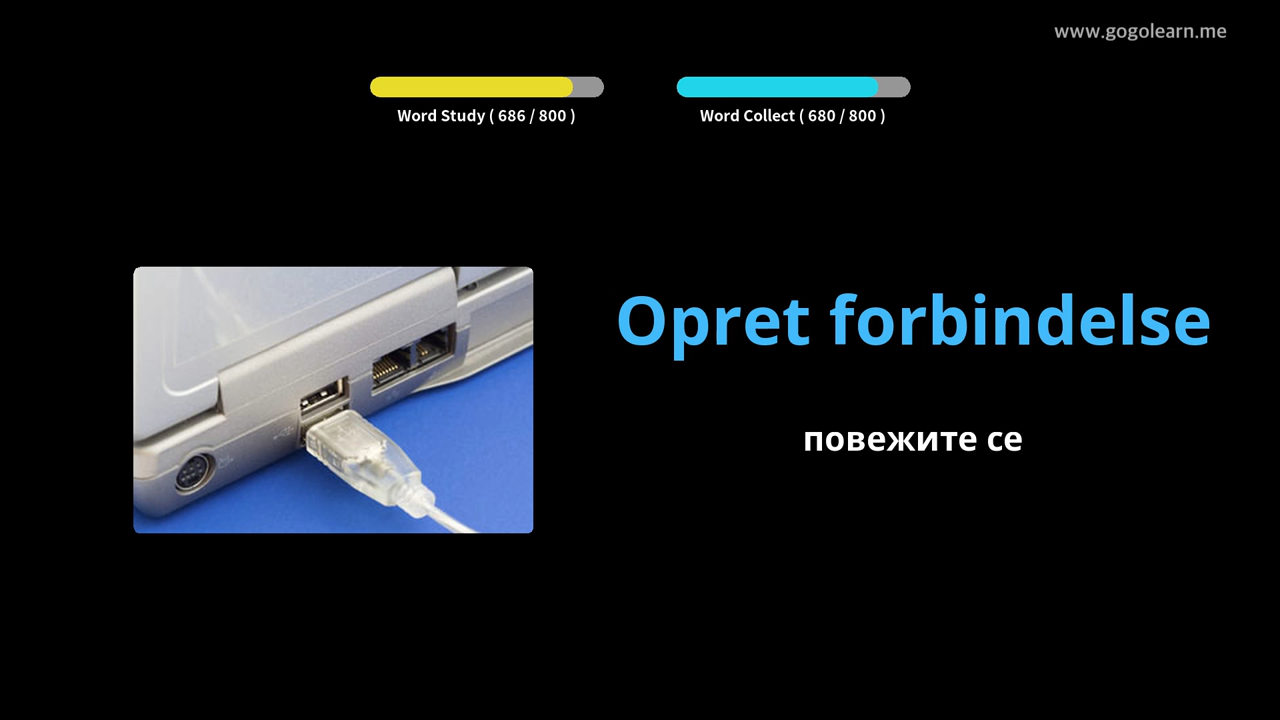 www.gogolearn.me
Word Study ( 686 / 800 )
Word Collect ( 680 / 800 )
Opret forbindelse
повежите се